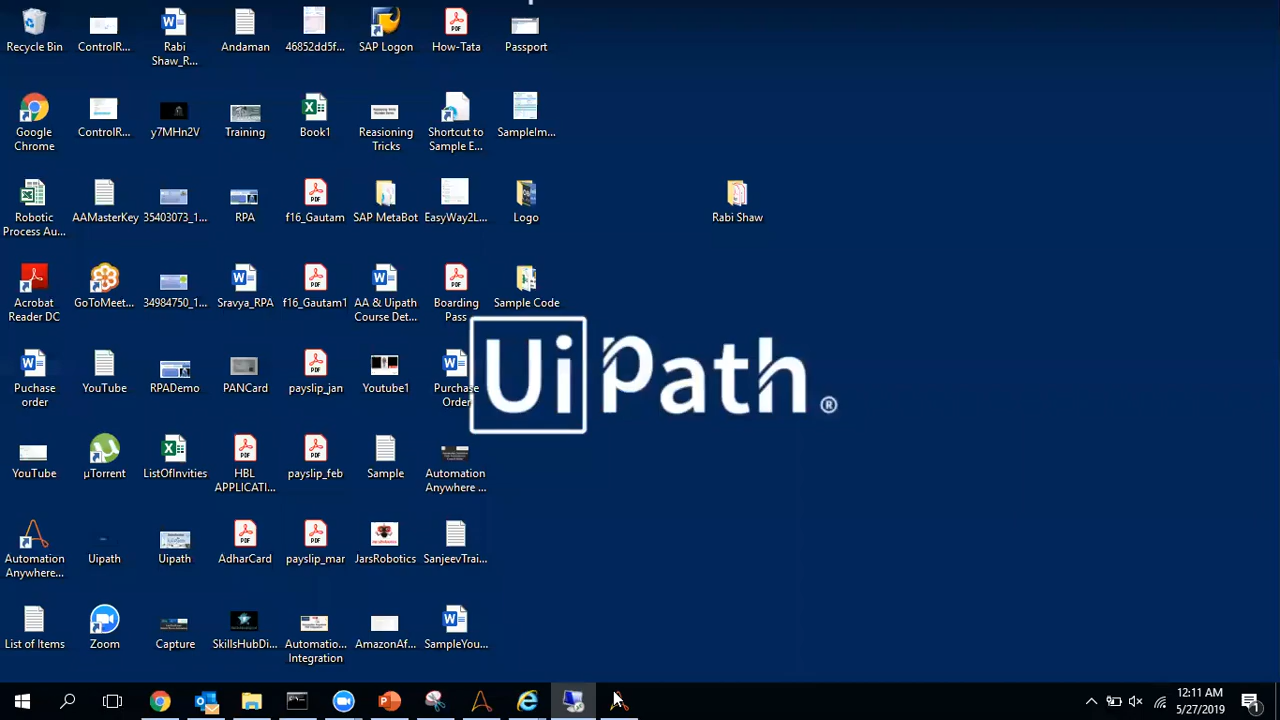 Recycle Bin
ControlR...
Rabi
Shaw_R...
Andaman
46852dd5f...
SAP Logon
How-Tata
Passport
Google
Chrome
ControlR...
y7MHn2V
Training
Book1
Reasioning
Tricks
Shortcut to
Sample E...
SampleIm...
Robotic
Process Au...
AAMasterKey
35403073_1...
RPA
f16_Gautam
SAP MetaBot
EasyWay2L...
Logo
Rabi Shaw
Acrobat
Reader DC
GoToMeet...
34984750_1...
Sravya_RPA
f16_Gautam1
AA & Uipath
Course Det...
Boarding
Pass
Sample Code
Puchase
order
YouTube
RPADemo
PANCard
payslip_jan
Youtube1
Purchase
Order
UiPath®
YouTube
µTorrent
ListOfInvities
HBL
APPLICATI...
payslip_feb
Sample
Automation
Anywhere ...
Automation
Anywhere...
Uipath
Uipath
AdharCard
payslip_mar
JarsRobotics
SanjeevTrai...
List of Items
Zoom
Capture
SkillsHubDi...
Automatio...
Integration
AmazonAf...
SampleYou...
12:11 AM
5/27/2019